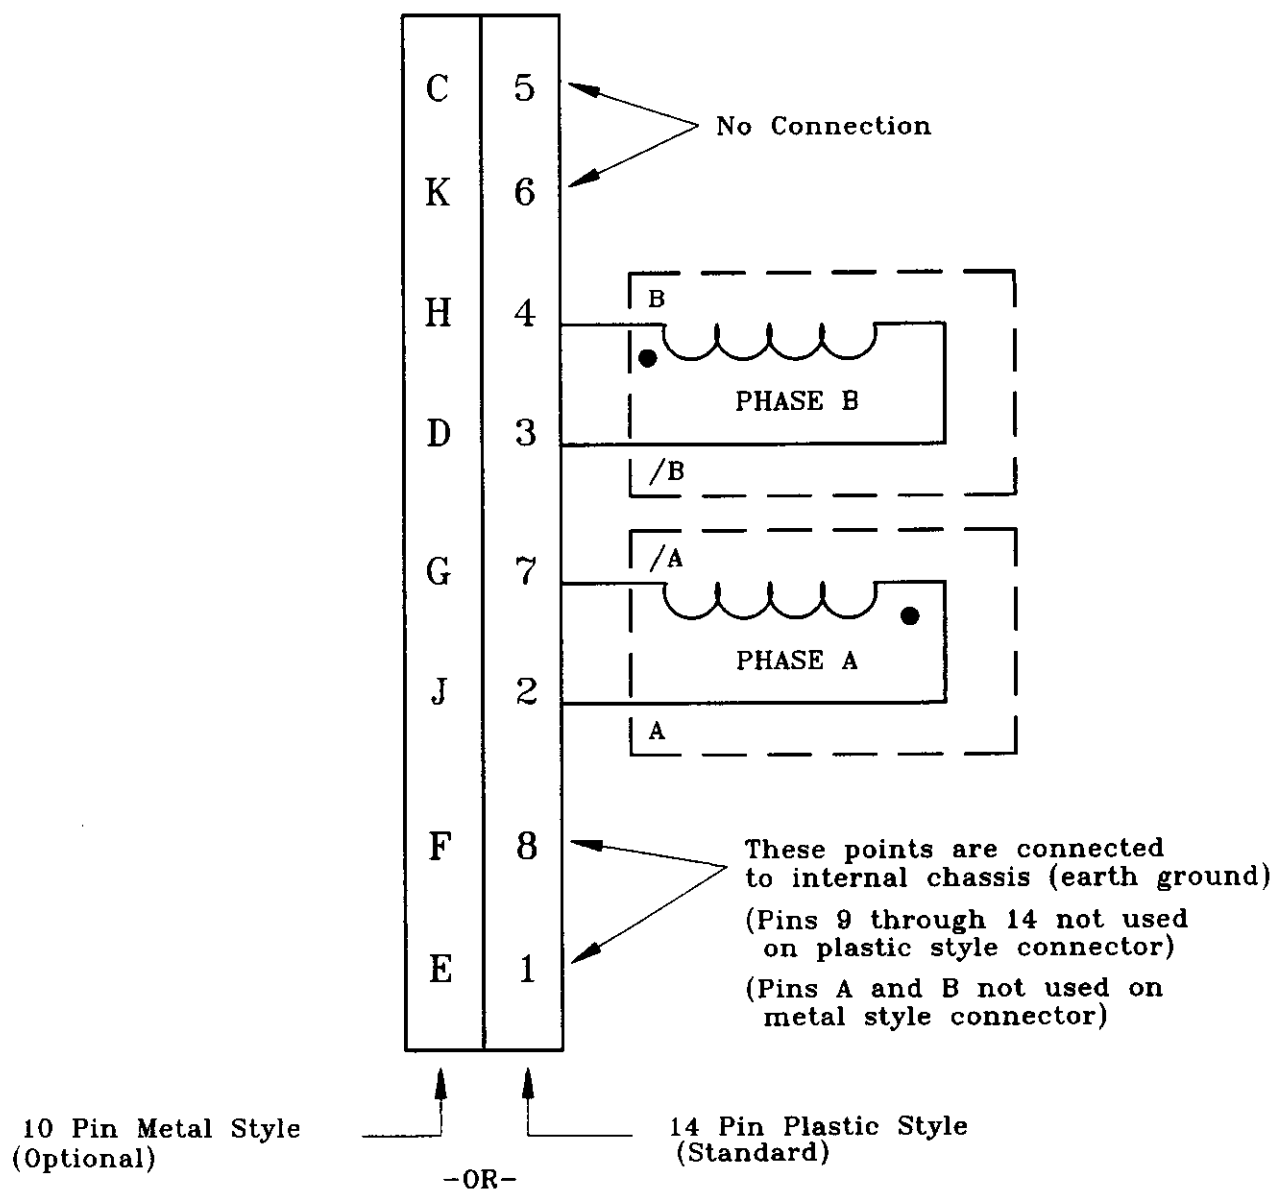 C 5
No Connection
K 6
B
H 4
PHASE B
D 3
/B
/A
G 7
PHASE A
J 2
A
F 8
These points are connected
to internal chassis (earth ground)
(Pins 9 through 14 not used
on plastic style connector)
E 1
(Pins A and B not used on
metal style connector)
10 Pin Metal Style
(Optional)
14 Pin Plastic Style
(Standard)
-OR-